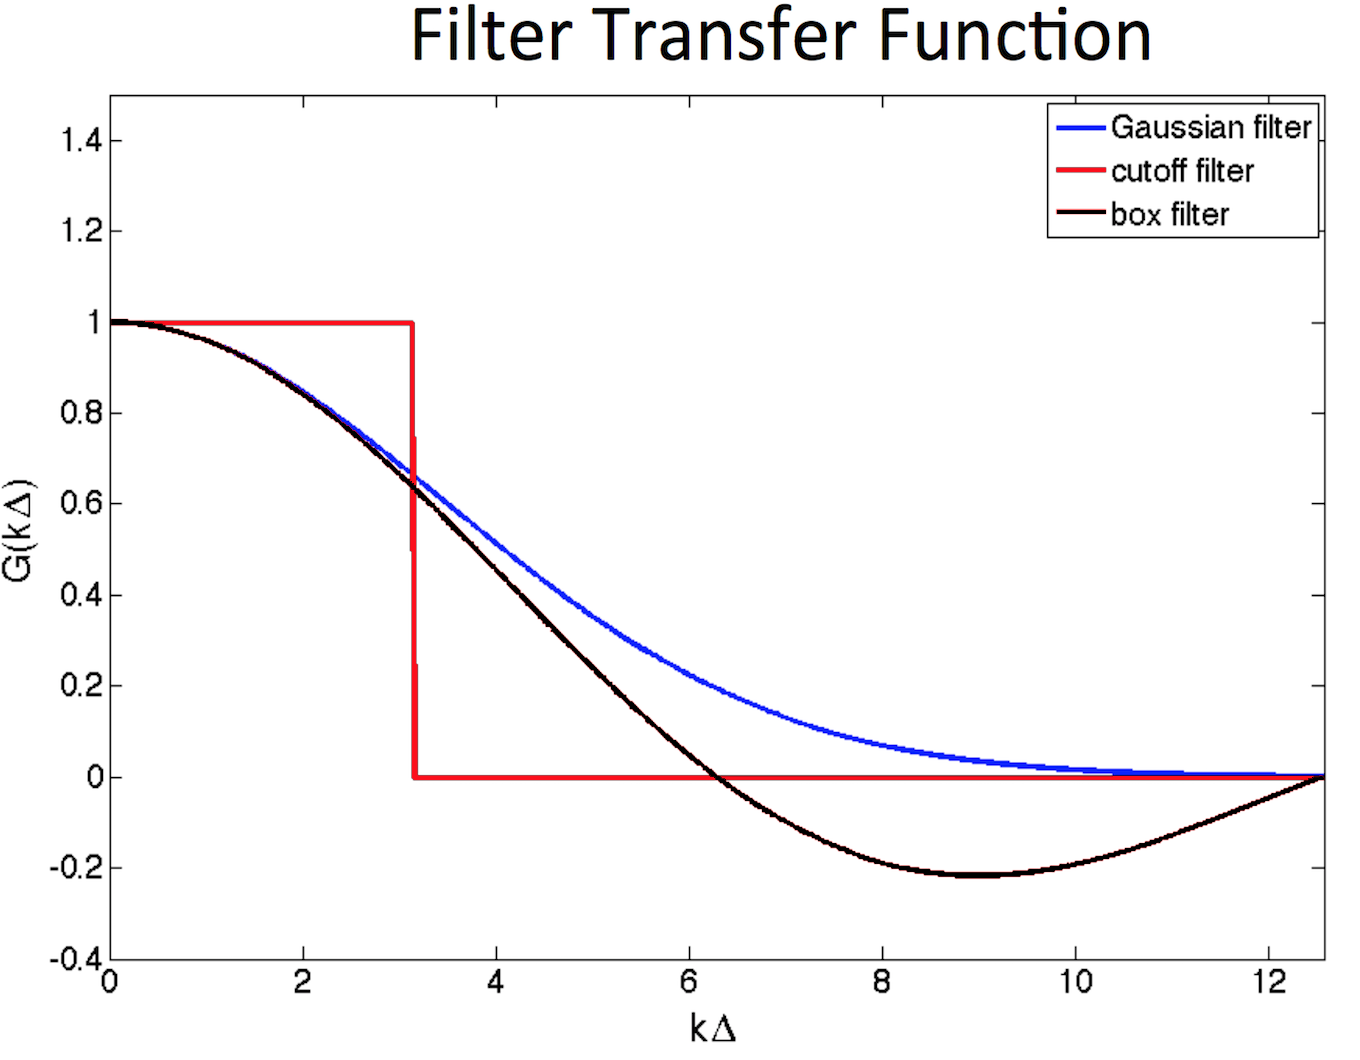 Filter Transfer Function
Gaussian filter
cutoff filter
box filter
1.4
1.2
1
0.8
0.6
0.4
0.2
0
-0.2
-0.4
G(kΔ)
0 2 4 6 8 10 12
kΔ